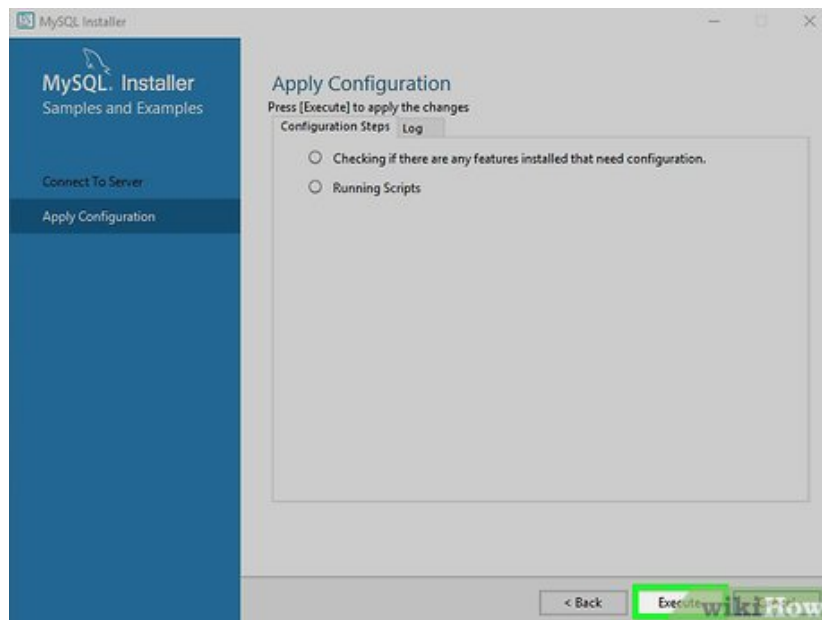 MySQL Installer
MySQL. Installer
Samples and Examples
Connect To Server
Apply Configuration
Apply Configuration
Press [Execute] to apply the changes
Configuration Steps Log
Checking if there are any features installed that need configuration.
Running Scripts
< Back Execute
wikiHow